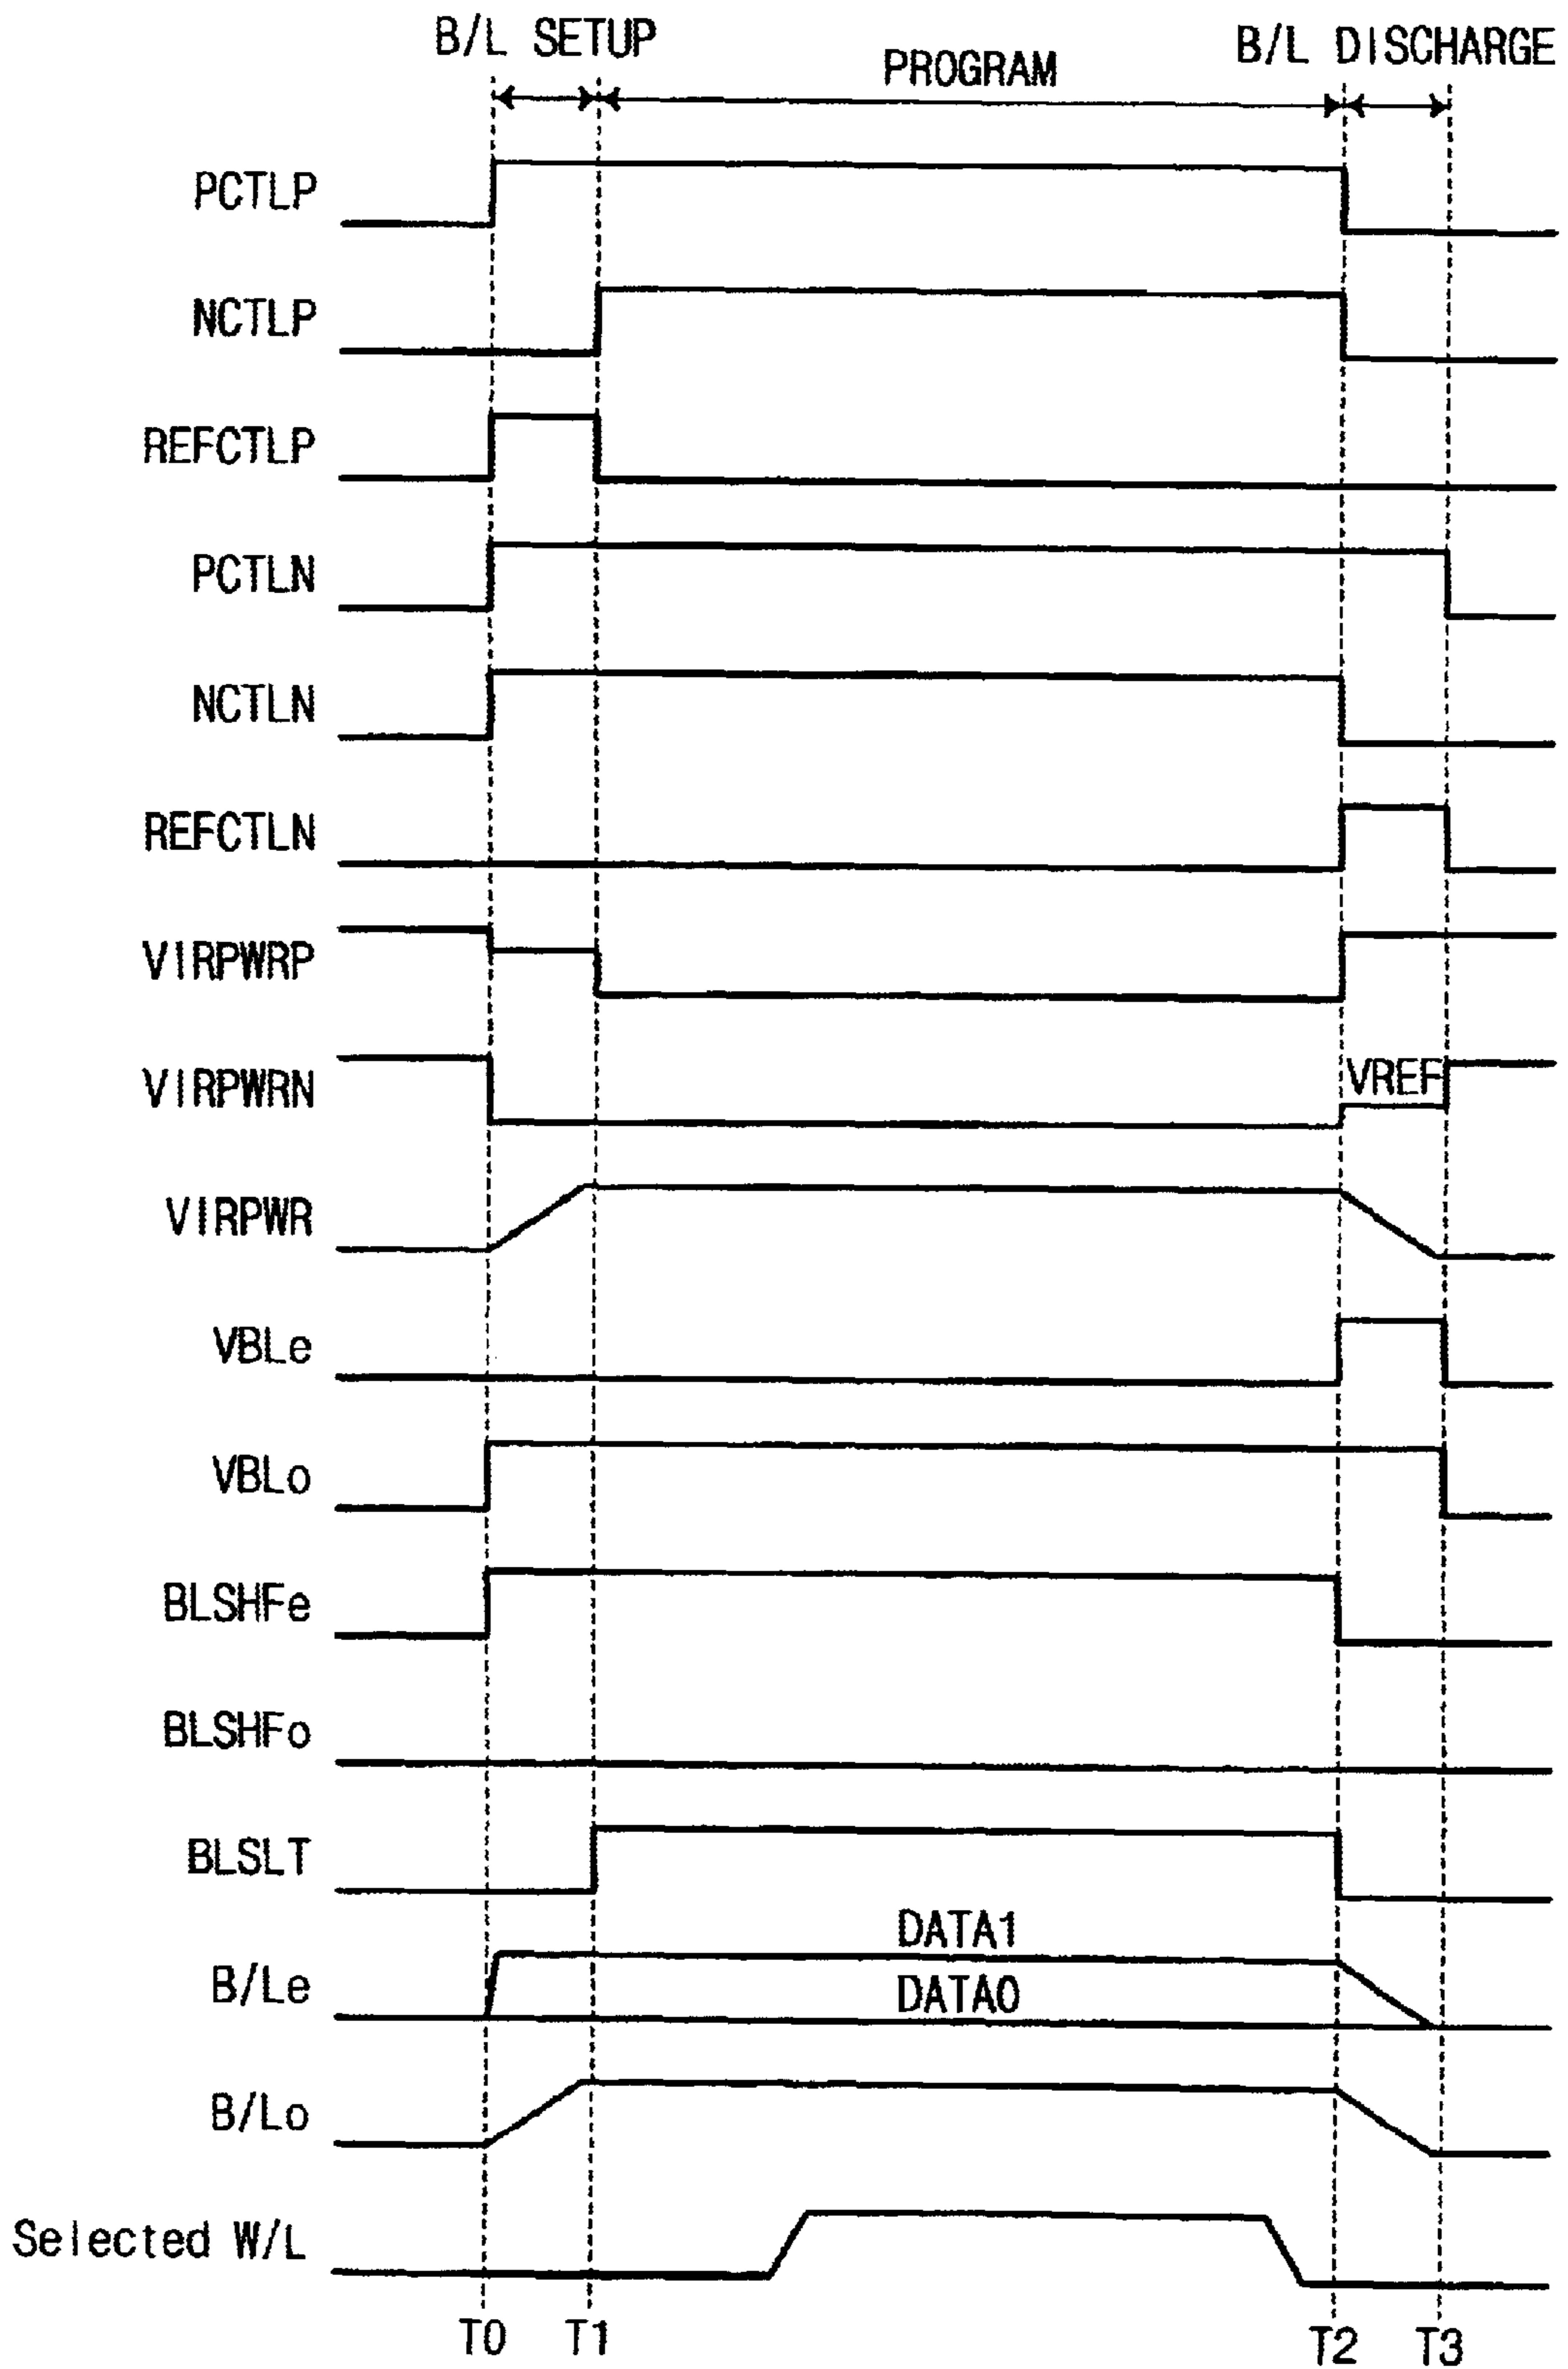 B/L SETUP
PROGRAM
B/L DISCHARGE
PCTLP
NCTLP
REFCTLP
PCTLN
NCTLN
REFCTLN
VIRPWRP
VIRPWRN
VREF
VIRPWR
VBLe
VBLo
BLSHFe
BLSHFo
BLSLT
DATA1
B/Le
DATA0
B/Lo
Selected W/L
T0 T1 T2 T3